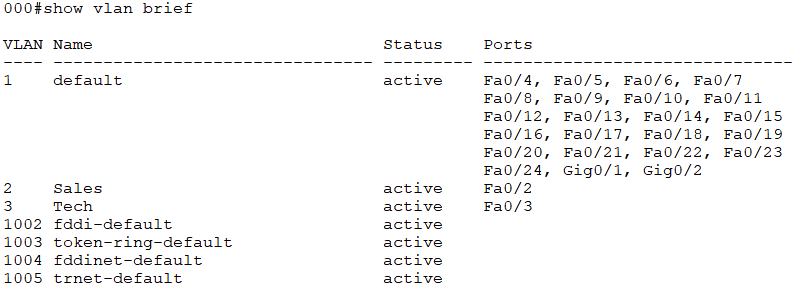 000#show vlan brief
VLAN Name                             Status    Ports
---- -------------------------------- --------- -------------------------------
1    default                          active    Fa0/4, Fa0/5, Fa0/6, Fa0/7
                                                Fa0/8, Fa0/9, Fa0/10, Fa0/11
                                                Fa0/12, Fa0/13, Fa0/14, Fa0/15
                                                Fa0/16, Fa0/17, Fa0/18, Fa0/19
                                                Fa0/20, Fa0/21, Fa0/22, Fa0/23
                                                Fa0/24, Gig0/1, Gig0/2
2    Sales                            active    Fa0/2
3    Tech                             active    Fa0/3
1002 fddi-default                     active
1003 token-ring-default               active
1004 fddinet-default                  active
1005 trnet-default                    active